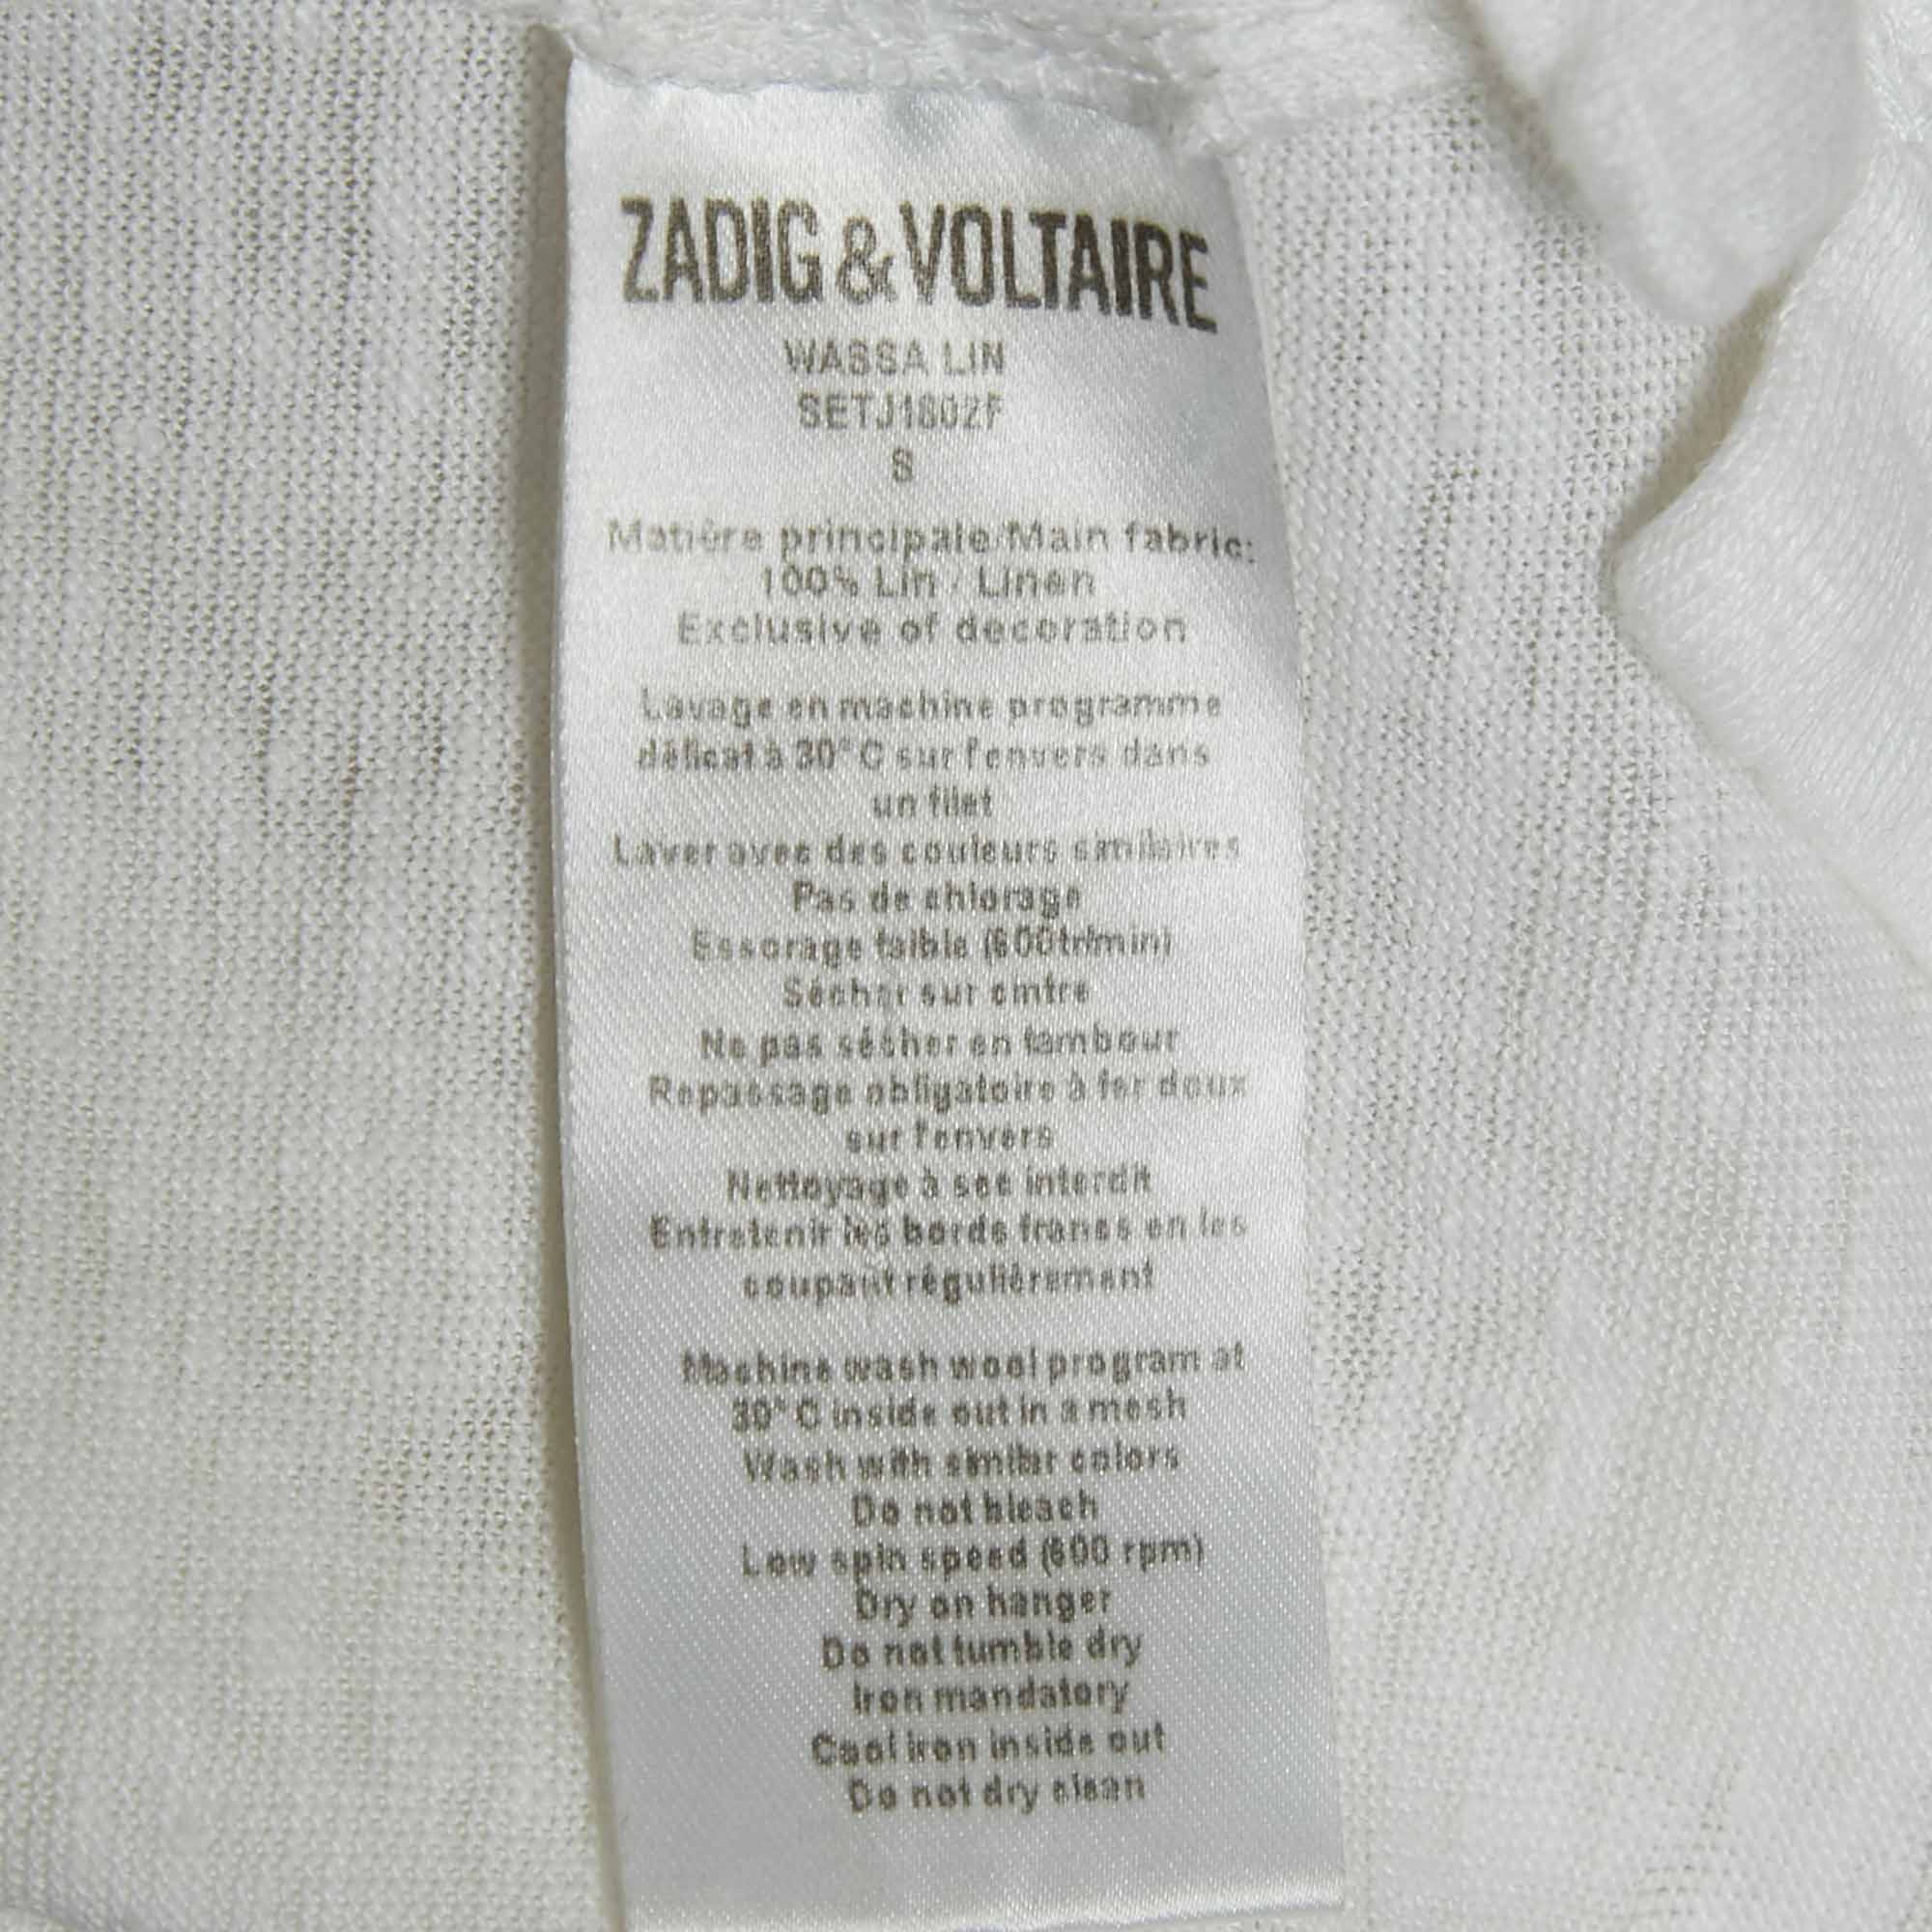 ZADIG & VOLTAIRE
WASSA LIN
SETJ1802F
S
Matière principale/Main fabric:
100% Lin / Linen
Exclusive of decoration
Lavage en machine programme
délicat à 30°C sur l'envers dans
un filet
Laver avec des couleurs similaires
Pas de chlorage
Essorage faible (600tr/min)
Sécher sur cintre
Ne pas sécher en tambour
Repassage obligatoire à fer doux
sur l'envers
Nettoyage à sec interdit
Entretenir les bords francs en les
coupant régulièrement
Machine wash wool program at
30°C inside out in a mesh
Wash with similar colors
Do not bleach
Low spin speed (600 rpm)
Dry on hanger
Do not tumble dry
Iron mandatory
Cool iron inside out
Do not dry clean